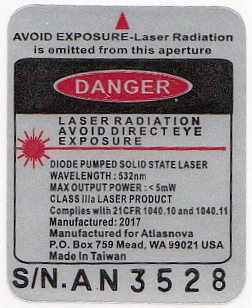 AVOID EXPOSURE-Laser Radiation
is emitted from this aperture
DANGER
LASER RADIATION
AVOID DIRECT EYE
EXPOSURE
DIODE PUMPED SOLID STATE LASER
WAVELENGTH : 532nm
MAX OUTPUT POWER : < 5mW
CLASS IIIa LASER PRODUCT
Complies with 21CFR 1040.10 and 1040.11
Manufactured: 2017
Manufactured for Atlasnova
P.O. Box 759 Mead, WA 99021 USA
Made In Taiwan
S/N.AN3528